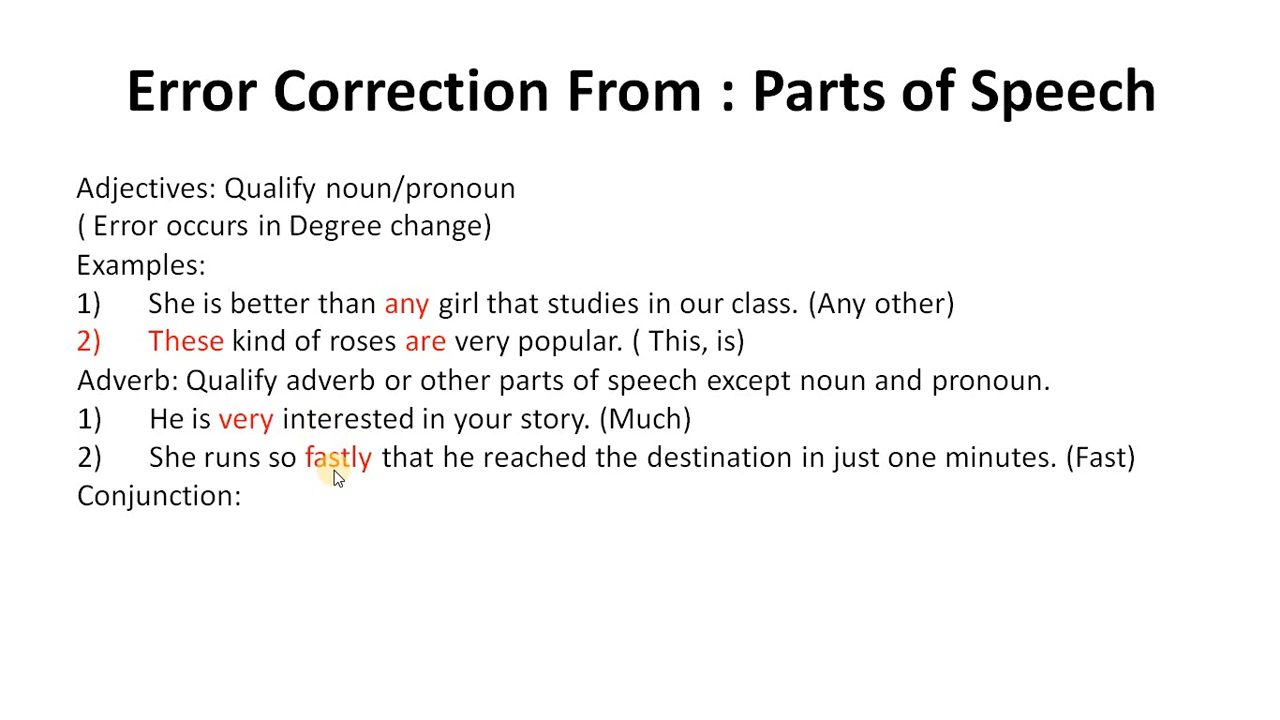 Error Correction From : Parts of Speech
Adjectives: Qualify noun/pronoun
( Error occurs in Degree change)
Examples:
1) She is better than any girl that studies in our class. (Any other)
2) These kind of roses are very popular. ( This, is)
Adverb: Qualify adverb or other parts of speech except noun and pronoun.
1) He is very interested in your story. (Much)
2) She runs so fastly that he reached the destination in just one minutes. (Fast)
Conjunction: